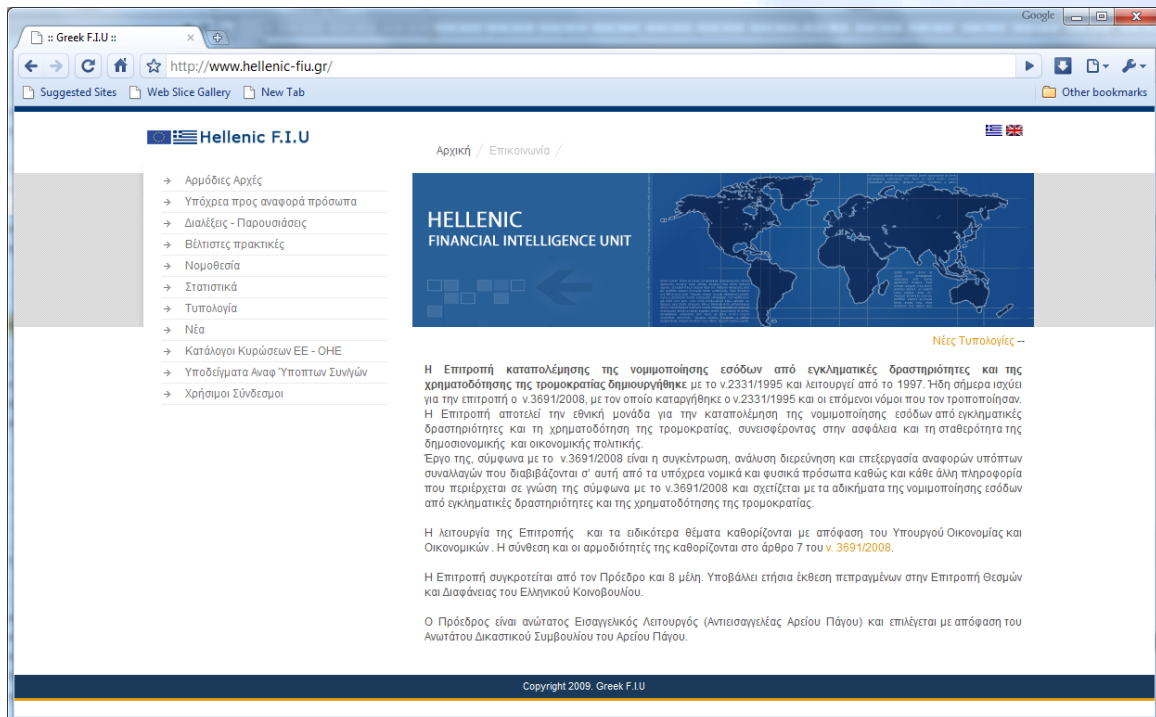 Google
:: Greek F.I.U ::
http://www.hellenic-fiu.gr/
Suggested Sites
Web Slice Gallery
New Tab
Other bookmarks
Hellenic F.I.U
Αρχική / Επικοινωνία /
Αρμόδιες Αρχές
Υπόχρεα προς αναφορά πρόσωπα
Διαλέξεις - Παρουσιάσεις
Βέλτιστες πρακτικές
Νομοθεσία
Στατιστικά
Τυπολογία
Νέα
Κατάλογοι Κυρώσεων ΕΕ - ΟΗΕ
Υποδείγματα Αναφ Ύποπτων Συν/γών
Χρήσιμοι Σύνδεσμοι
HELLENIC
FINANCIAL INTELLIGENCE UNIT
Νέες Τυπολογίες --
Η Επιτροπή καταπολέμησης της νομιμοποίησης εσόδων από εγκληματικές δραστηριότητες και της
χρηματοδότησης της τρομοκρατίας δημιουργήθηκε με το ν.2331/1995 και λειτουργεί από το 1997. Ήδη σήμερα ισχύει
για την επιτροπή ο ν.3691/2008, με τον οποίο καταργήθηκε ο ν.2331/1995 και οι επόμενοι νόμοι που τον τροποποίησαν.
Η Επιτροπή αποτελεί την εθνική μονάδα για την καταπολέμηση της νομιμοποίησης εσόδων από εγκληματικές
δραστηριότητες και τη χρηματοδότηση της τρομοκρατίας, συνεισφέροντας στην ασφάλεια και τη σταθερότητα της
δημοσιονομικής και οικονομικής πολιτικής.
Έργο της, σύμφωνα με το ν.3691/2008 είναι η συγκέντρωση, ανάλυση διερεύνηση και επεξεργασία αναφορών υπόπτων
συναλλαγών που διαβιβάζονται σ' αυτή από τα υπόχρεα νομικά και φυσικά πρόσωπα καθώς και κάθε άλλη πληροφορία
που περιέρχεται σε γνώση της σύμφωνα με το ν.3691/2008 και σχετίζεται με τα αδικήματα της νομιμοποίησης εσόδων
από εγκληματικές δραστηριότητες και της χρηματοδότησης της τρομοκρατίας.
Η λειτουργία της Επιτροπής και τα ειδικότερα θέματα καθορίζονται με απόφαση του Υπουργού Οικονομίας και
Οικονομικών . Η σύνθεση και οι αρμοδιότητές της καθορίζονται στο άρθρο 7 του ν. 3691/2008.
Η Επιτροπή συγκροτείται από τον Πρόεδρο και 8 μέλη. Υποβάλλει ετήσια έκθεση πεπραγμένων στην Επιτροπή Θεσμών
και Διαφάνειας του Ελληνικού Κοινοβουλίου.
Ο Πρόεδρος είναι ανώτατος Εισαγγελικός Λειτουργός (Αντιεισαγγελέας Αρείου Πάγου) και επιλέγεται με απόφαση του
Ανωτάτου Δικαστικού Συμβουλίου του Αρείου Πάγου.
Copyright 2009. Greek F.I.U